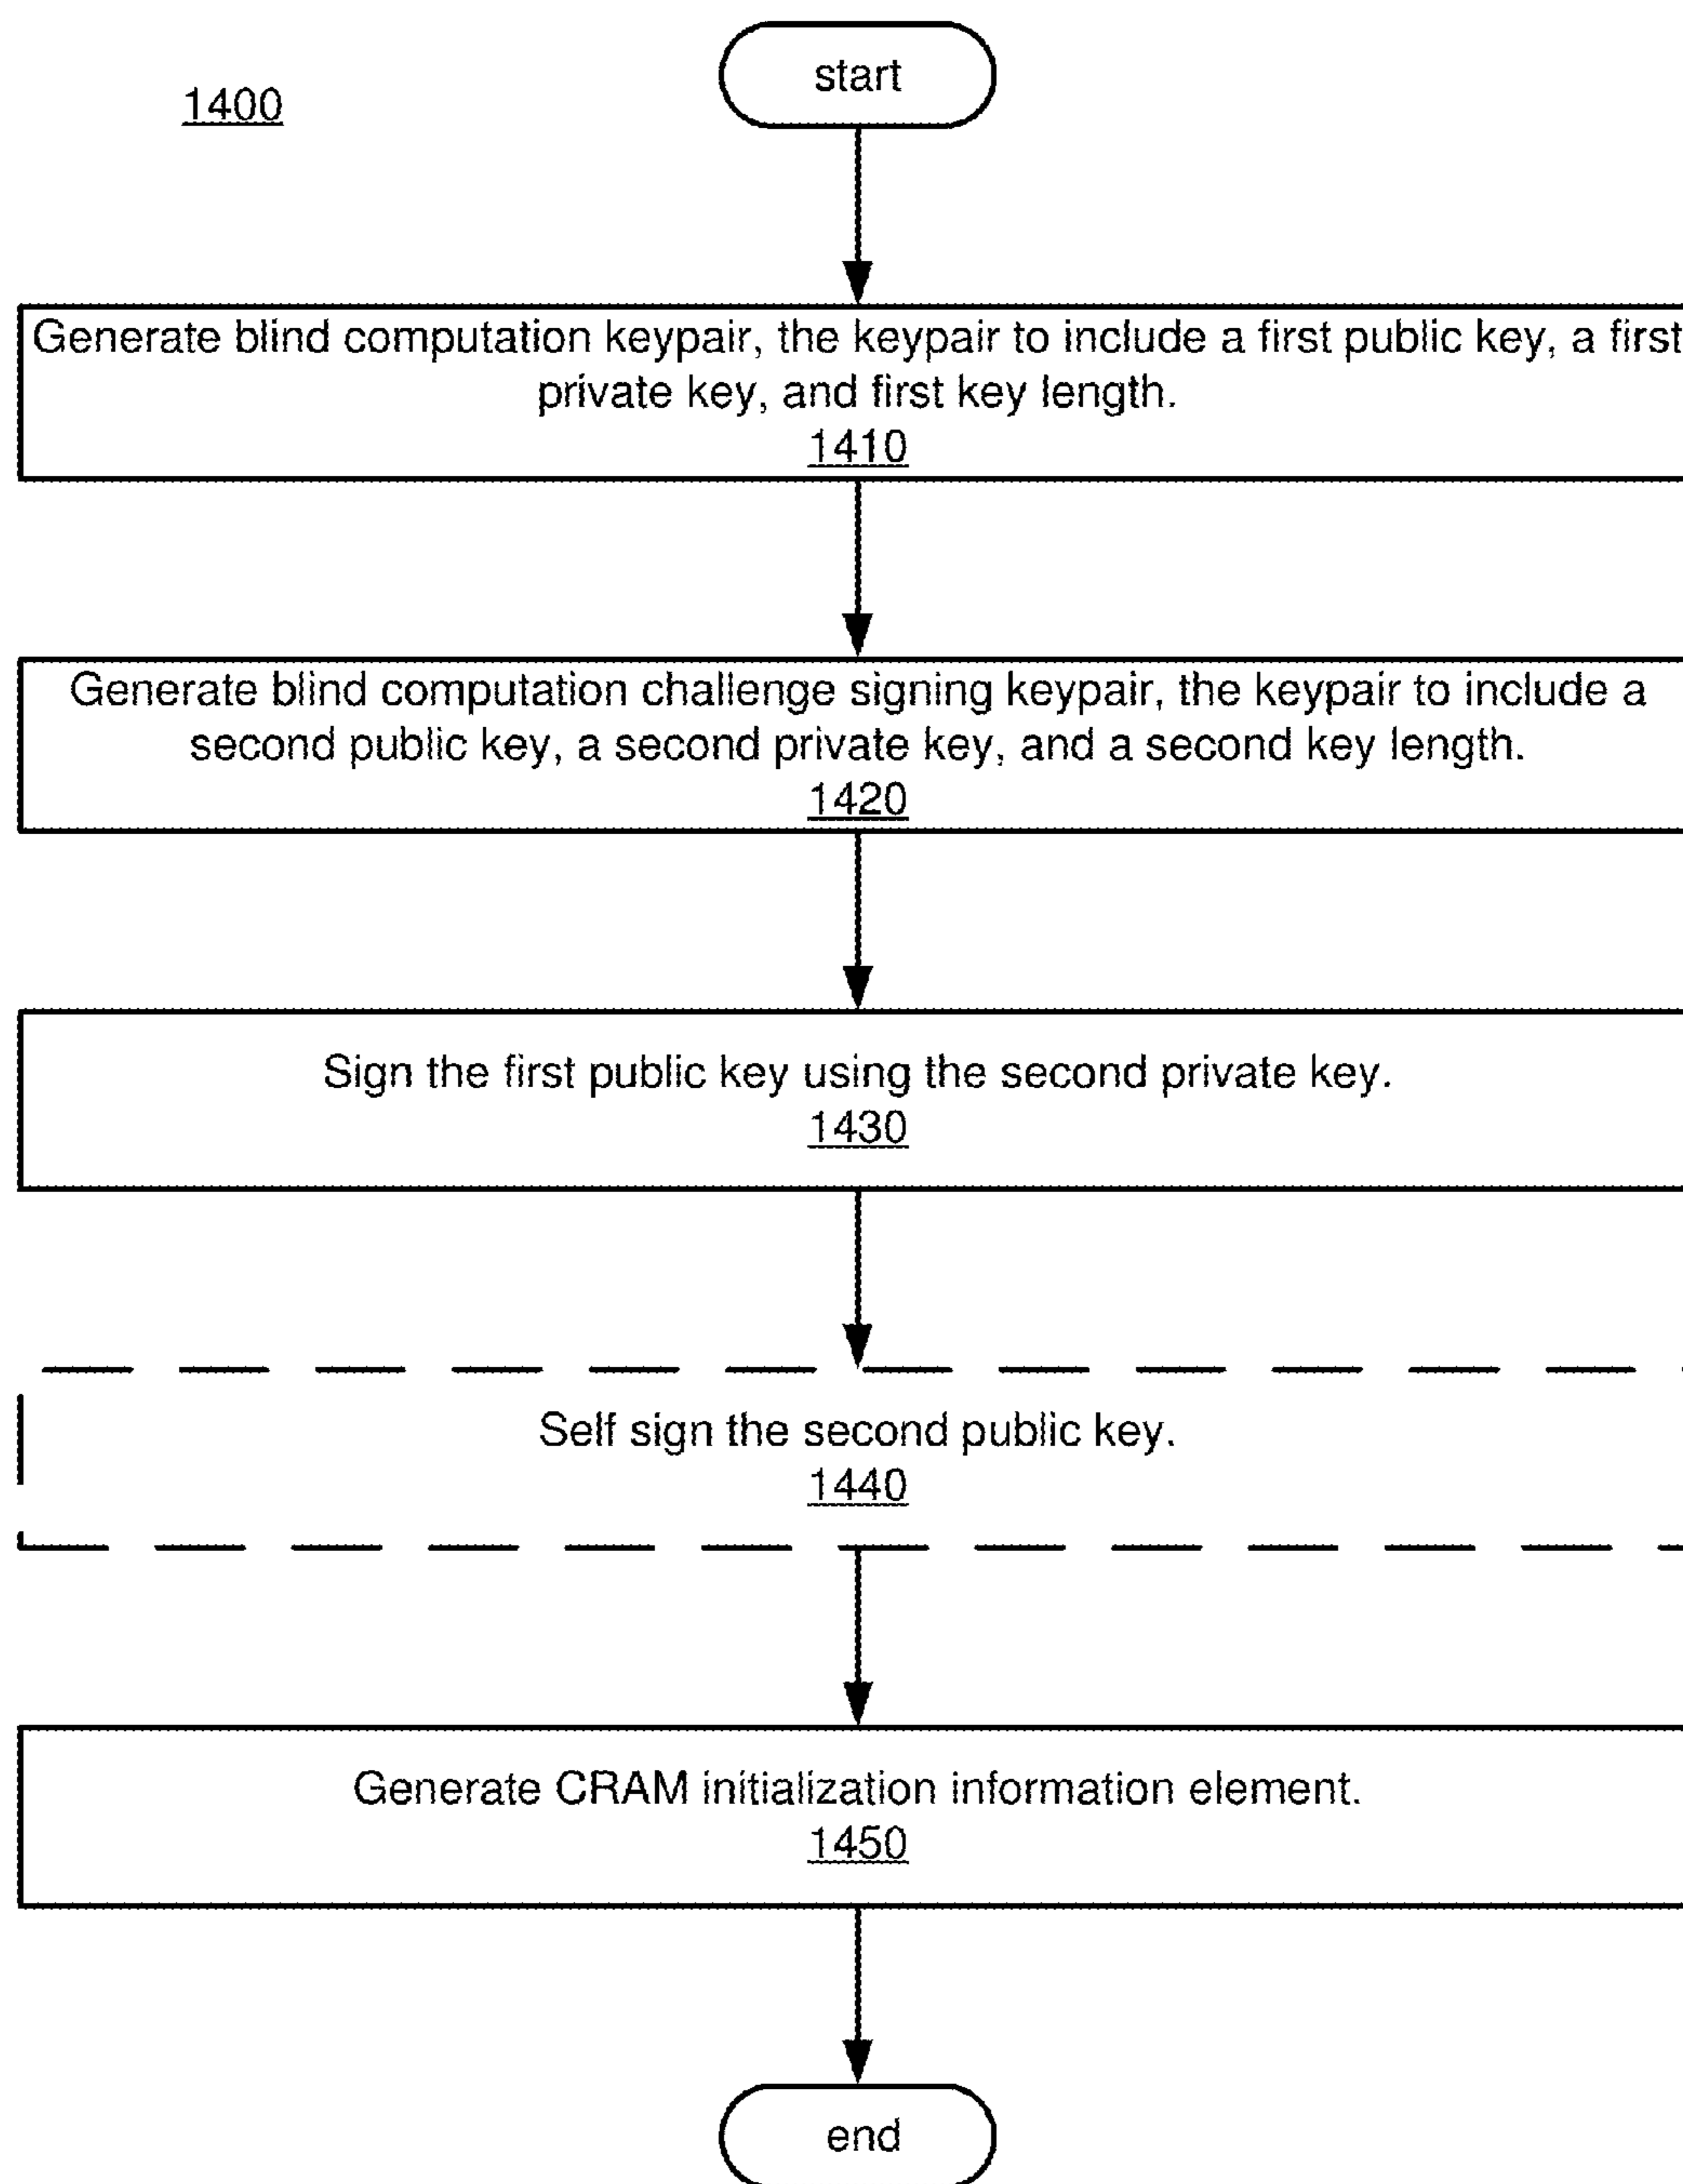 start
1400
Generate blind computation keypair, the keypair to include a first public key, a first
private key, and first key length.
1410
Generate blind computation challenge signing keypair, the keypair to include a
second public key, a second private key, and a second key length.
1420
Sign the first public key using the second private key.
1430
Self sign the second public key.
1440
Generate CRAM initialization information element.
1450
end